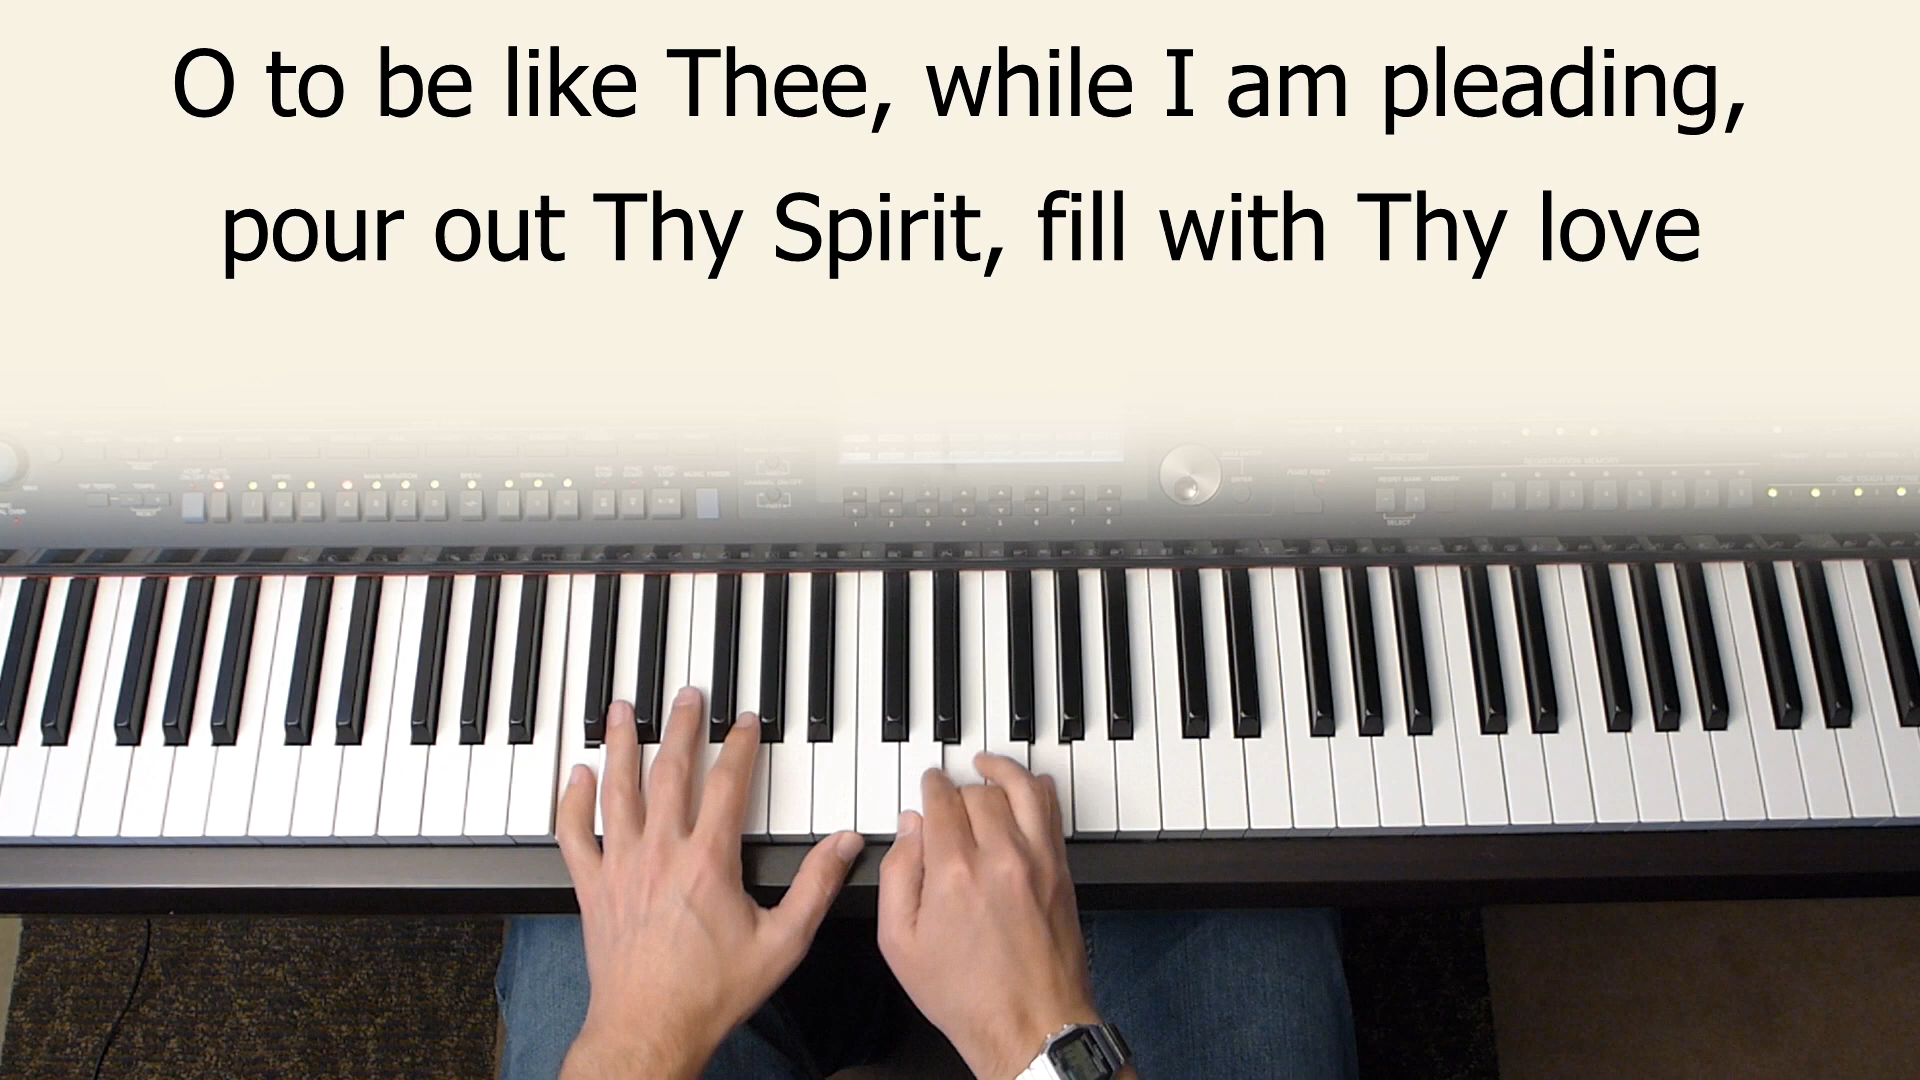 O to be like Thee, while I am pleading,
pour out Thy Spirit, fill with Thy love